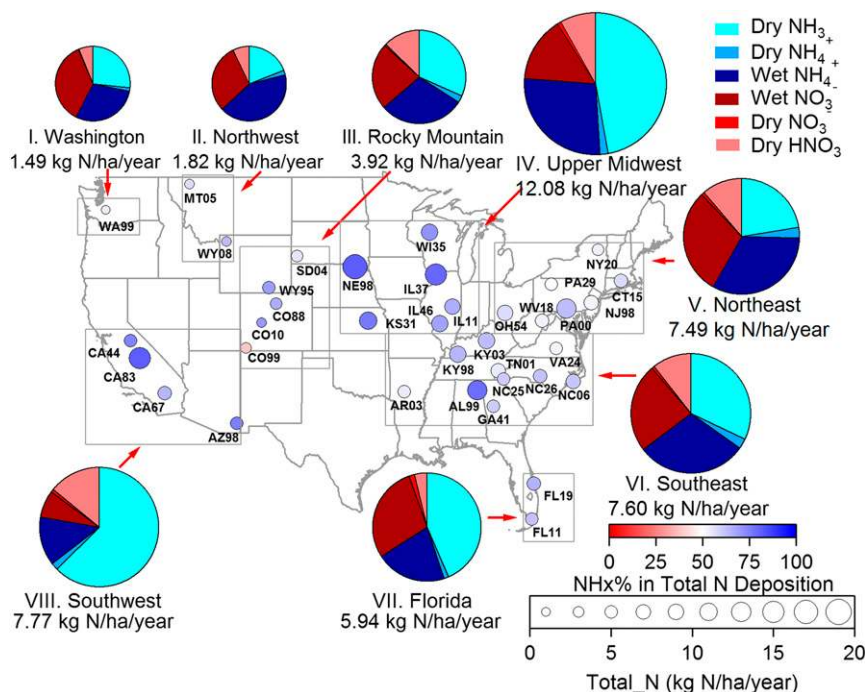 Dry NH₃
Dry NH₄⁺
Wet NH₄⁺
Wet NO₃⁻
Dry NO₃⁻
Dry HNO₃
I. Washington
1.49 kg N/ha/year
II. Northwest
1.82 kg N/ha/year
III. Rocky Mountain
3.92 kg N/ha/year
IV. Upper Midwest
12.08 kg N/ha/year
V. Northeast
7.49 kg N/ha/year
VI. Southeast
7.60 kg N/ha/year
VII. Florida
5.94 kg N/ha/year
VIII. Southwest
7.77 kg N/ha/year
WA99
MT05
WY08
SD04
WY95
CO88
CO10
CO99
NE98
KS31
WI35
IL37
IL46
IL11
OH54
WV18
PA29
NY20
CT15
NJ98
PA00
KY03
KY98
TN01
VA24
NC25
NC26
NC06
AR03
AL99
GA41
CA44
CA83
CA67
AZ98
FL19
FL11
0 25 50 75 100
NHx% in Total N Deposition
0 5 10 15 20
Total_N (kg N/ha/year)